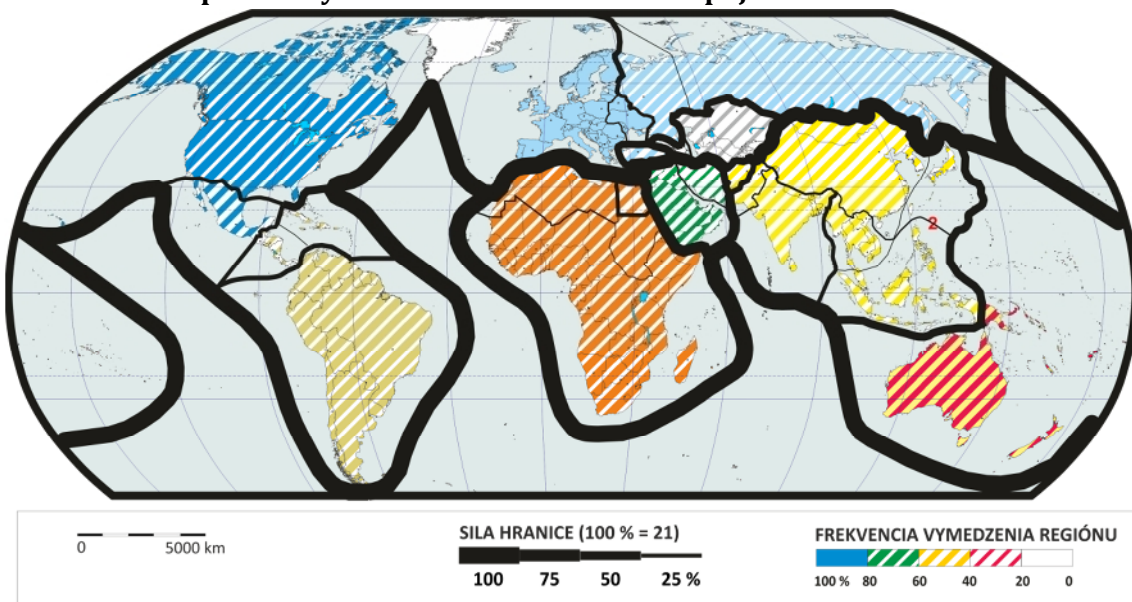 2
SILA HRANICE (100 % = 21)
FREKVENCIA VYMEDZENIA REGIÓNU
0 5000 km
100 75 50 25 %
100 % 80 60 40 20 0